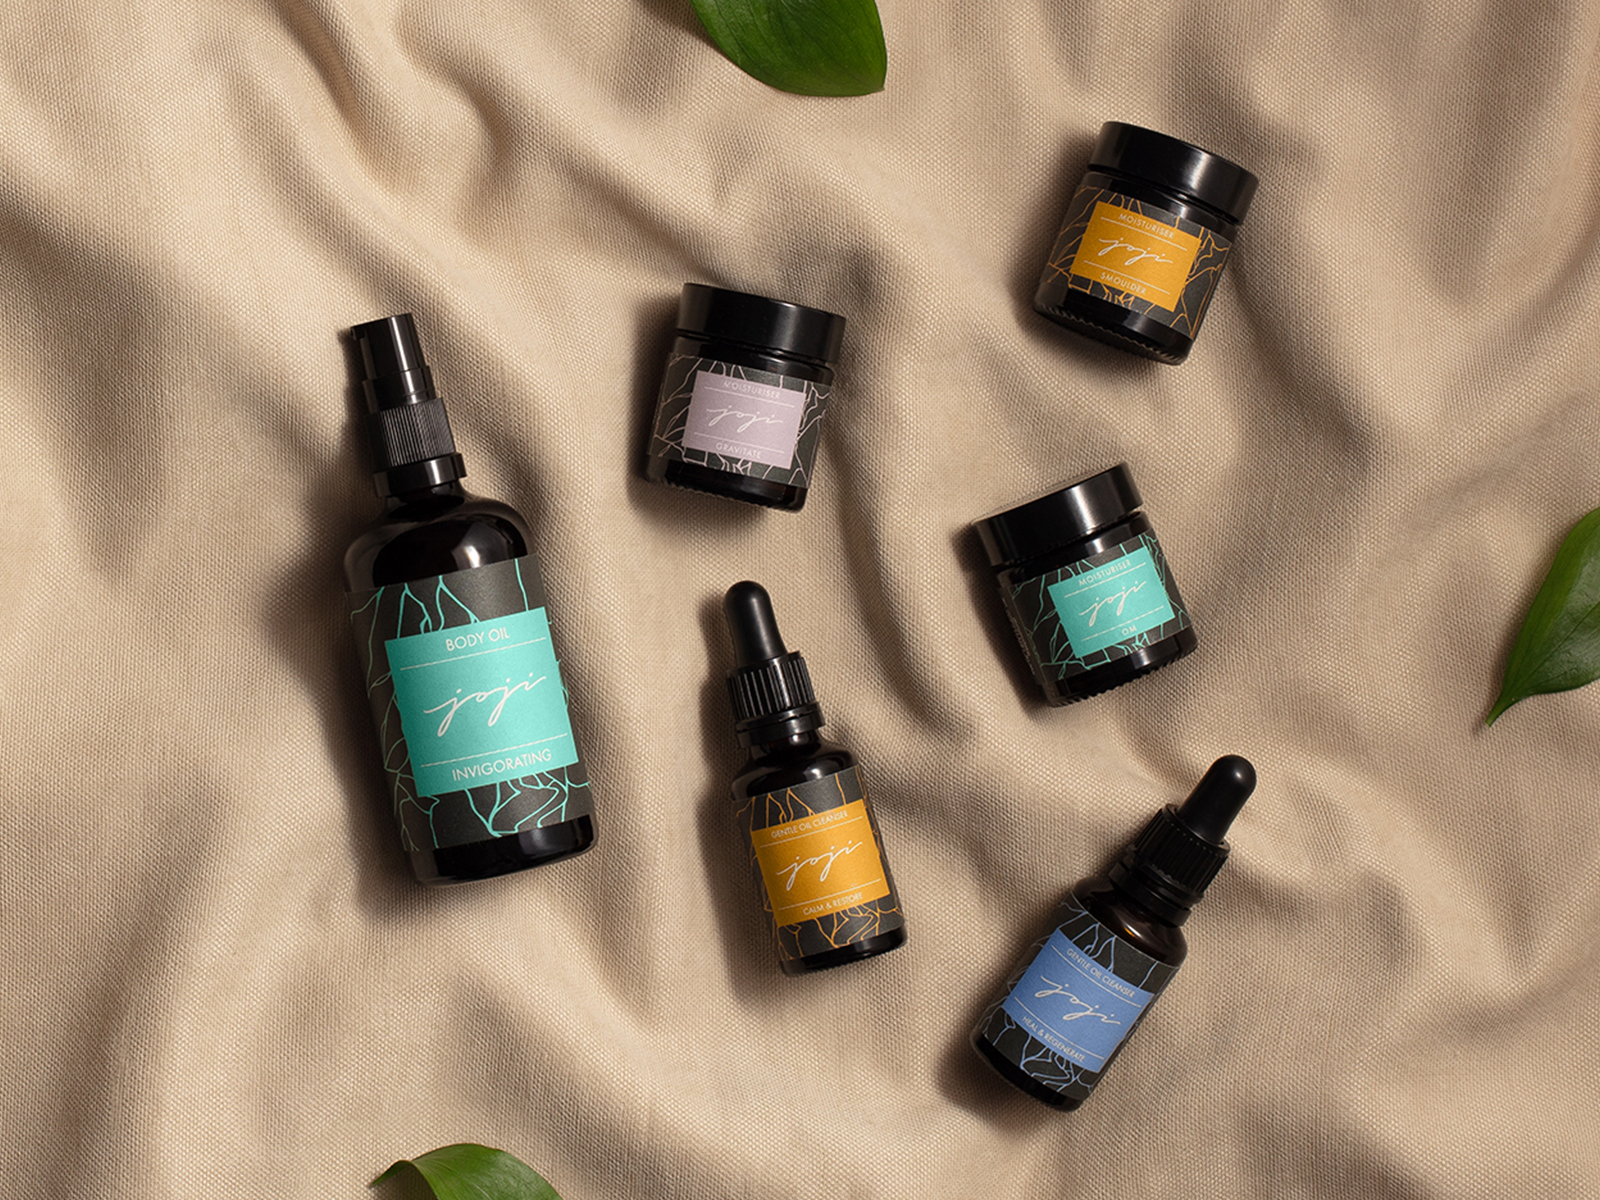 MOISTURISER
joji
SMOULDER
MOISTURISER
joji
GRAVITATE
MOISTURISER
joji
OM
BODY OIL
joji
INVIGORATING
GENTLE OIL CLEANSER
joji
CALM & RESTORE
GENTLE OIL CLEANSER
joji
HEAL & REGENERATE